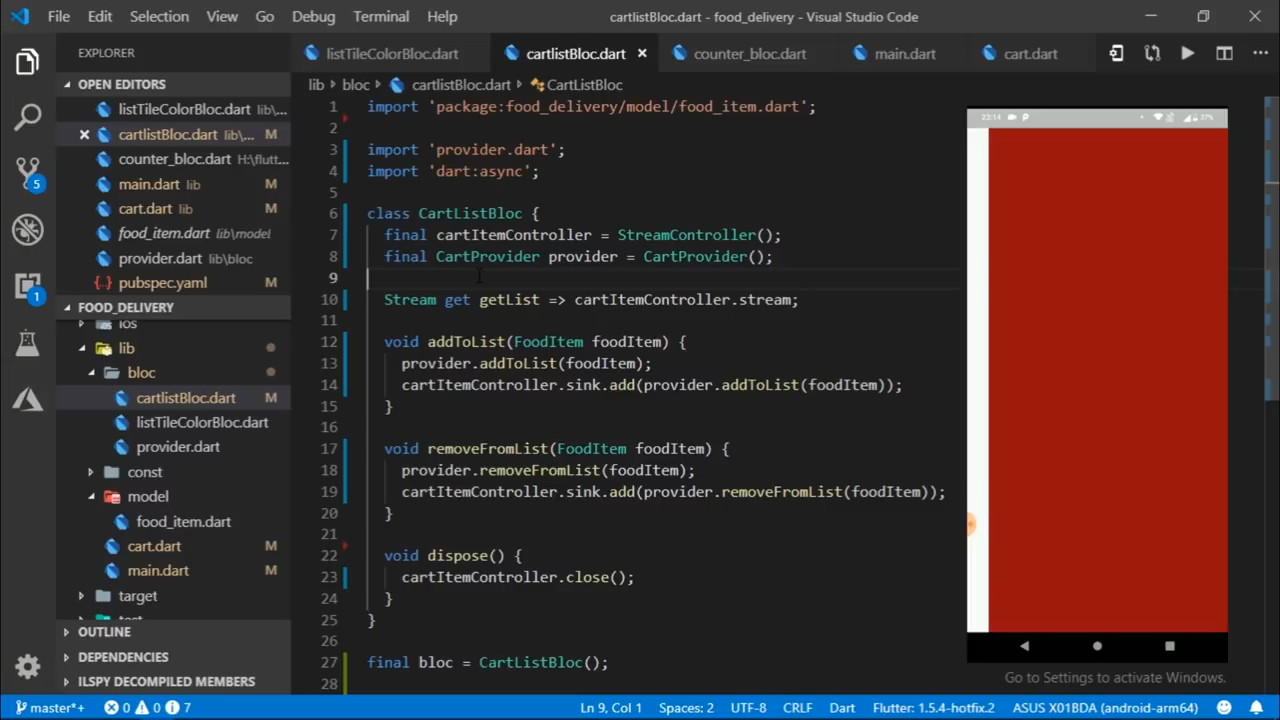 File Edit Selection View Go Debug Terminal Help cartlistBloc.dart - food_delivery - Visual Studio Code
EXPLORER
listTileColorBloc.dart cartlistBloc.dart counter_bloc.dart main.dart cart.dart
OPEN EDITORS
listTileColorBloc.dart lib\...
cartlistBloc.dart lib\... M
counter_bloc.dart H:\flutt...
main.dart lib M
cart.dart lib M
food_item.dart lib\model
provider.dart lib\bloc
pubspec.yaml M
5
1
FOOD_DELIVERY
ios
lib
bloc
cartlistBloc.dart M
listTileColorBloc.dart
provider.dart
const
model
food_item.dart
cart.dart M
main.dart M
target
OUTLINE
DEPENDENCIES
ILSPY DECOMPILED MEMBERS
lib bloc cartlistBloc.dart CartListBloc
1 import 'package:food_delivery/model/food_item.dart';
2
3 import 'provider.dart';
4 import 'dart:async';
5
6 class CartListBloc {
7 final cartItemController = StreamController();
8 final CartProvider provider = CartProvider();
9
10 Stream get getList => cartItemController.stream;
11
12 void addToList(FoodItem foodItem) {
13 provider.addToList(foodItem);
14 cartItemController.sink.add(provider.addToList(foodItem));
15 }
16
17 void removeFromList(FoodItem foodItem) {
18 provider.removeFromList(foodItem);
19 cartItemController.sink.add(provider.removeFromList(foodItem));
20 }
21
22 void dispose() {
23 cartItemController.close();
24 }
25 }
26
27 final bloc = CartListBloc();
28
23:14 37%
Go to Settings to activate Windows.
master*+ 0 0 7 Ln 9, Col 1 Spaces: 2 UTF-8 CRLF Dart Flutter: 1.5.4-hotfix.2 ASUS X01BDA (android-arm64)